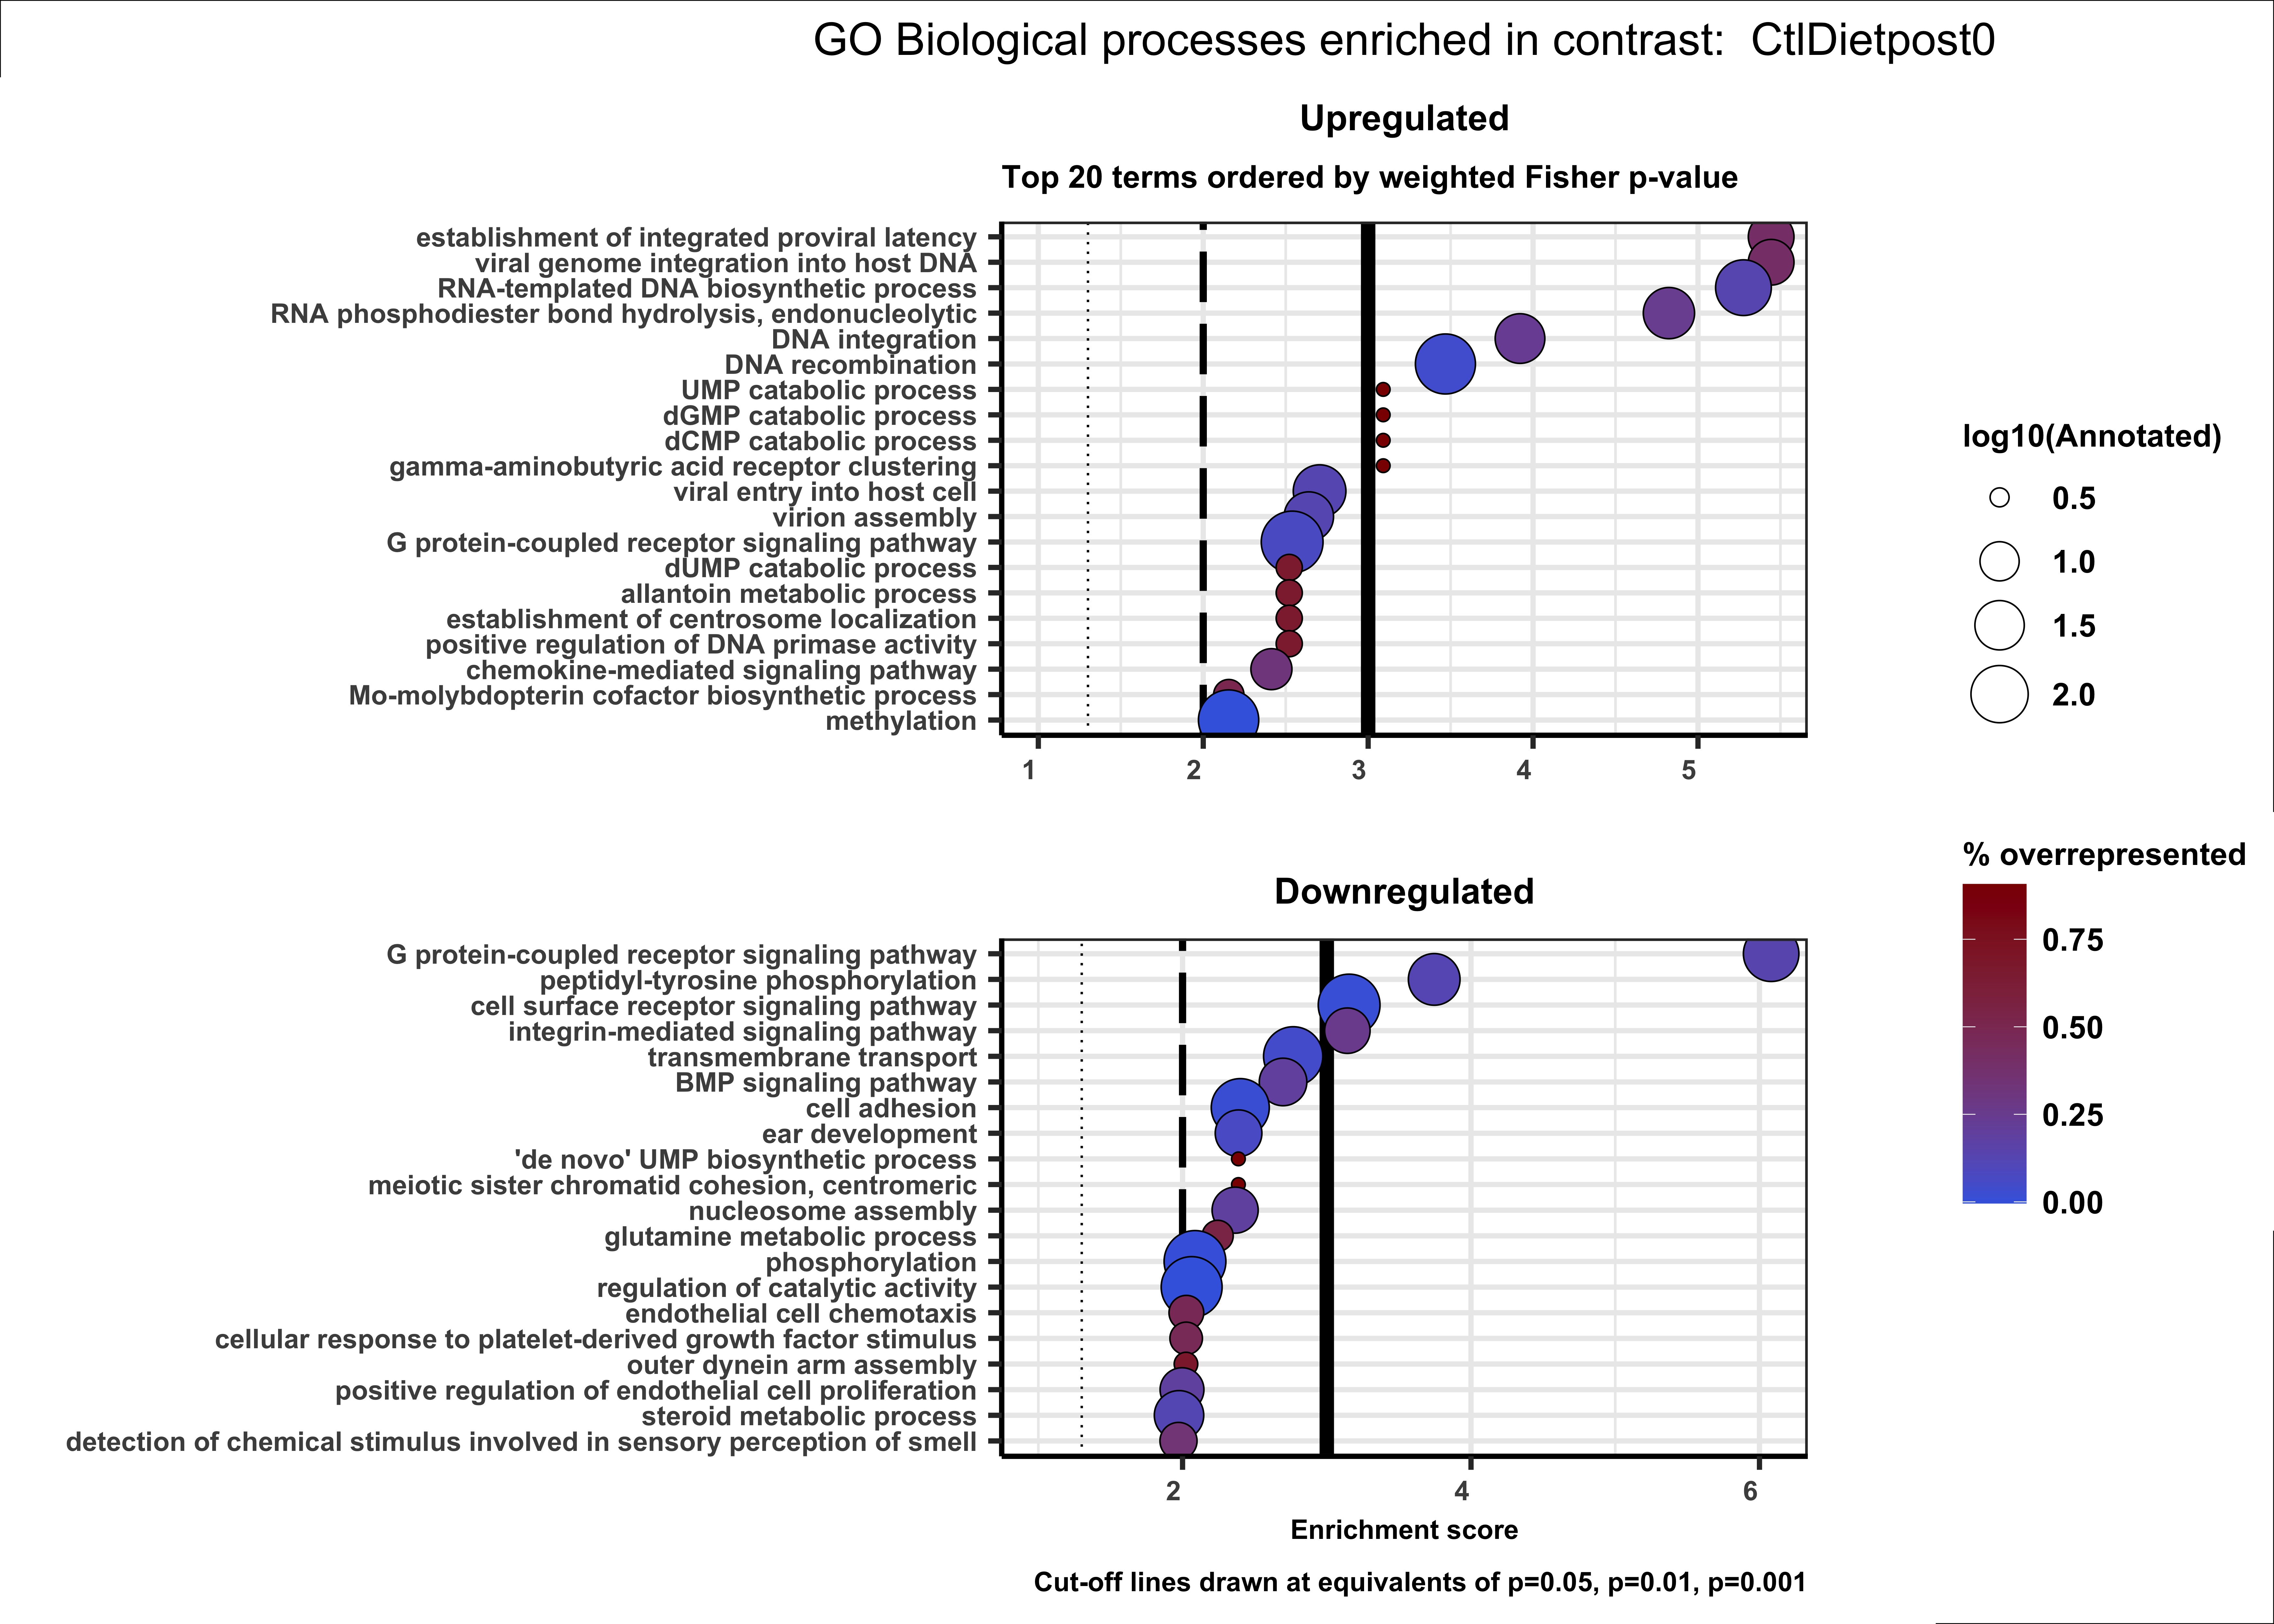 GO Biological processes enriched in contrast:  CtlDietpost0
Upregulated
Top 20 terms ordered by weighted Fisher p-value
establishment of integrated proviral latency
viral genome integration into host DNA
RNA-templated DNA biosynthetic process
RNA phosphodiester bond hydrolysis, endonucleolytic
DNA integration
DNA recombination
UMP catabolic process
dGMP catabolic process
dCMP catabolic process
gamma-aminobutyric acid receptor clustering
viral entry into host cell
virion assembly
G protein-coupled receptor signaling pathway
dUMP catabolic process
allantoin metabolic process
establishment of centrosome localization
positive regulation of DNA primase activity
chemokine-mediated signaling pathway
Mo-molybdopterin cofactor biosynthetic process
methylation
1 2 3 4 5
log10(Annotated)
0.5
1.0
1.5
2.0
% overrepresented
0.75
0.50
0.25
0.00
Downregulated
G protein-coupled receptor signaling pathway
peptidyl-tyrosine phosphorylation
cell surface receptor signaling pathway
integrin-mediated signaling pathway
transmembrane transport
BMP signaling pathway
cell adhesion
ear development
'de novo' UMP biosynthetic process
meiotic sister chromatid cohesion, centromeric
nucleosome assembly
glutamine metabolic process
phosphorylation
regulation of catalytic activity
endothelial cell chemotaxis
cellular response to platelet-derived growth factor stimulus
outer dynein arm assembly
positive regulation of endothelial cell proliferation
steroid metabolic process
detection of chemical stimulus involved in sensory perception of smell
2 4 6
Enrichment score
Cut-off lines drawn at equivalents of p=0.05, p=0.01, p=0.001